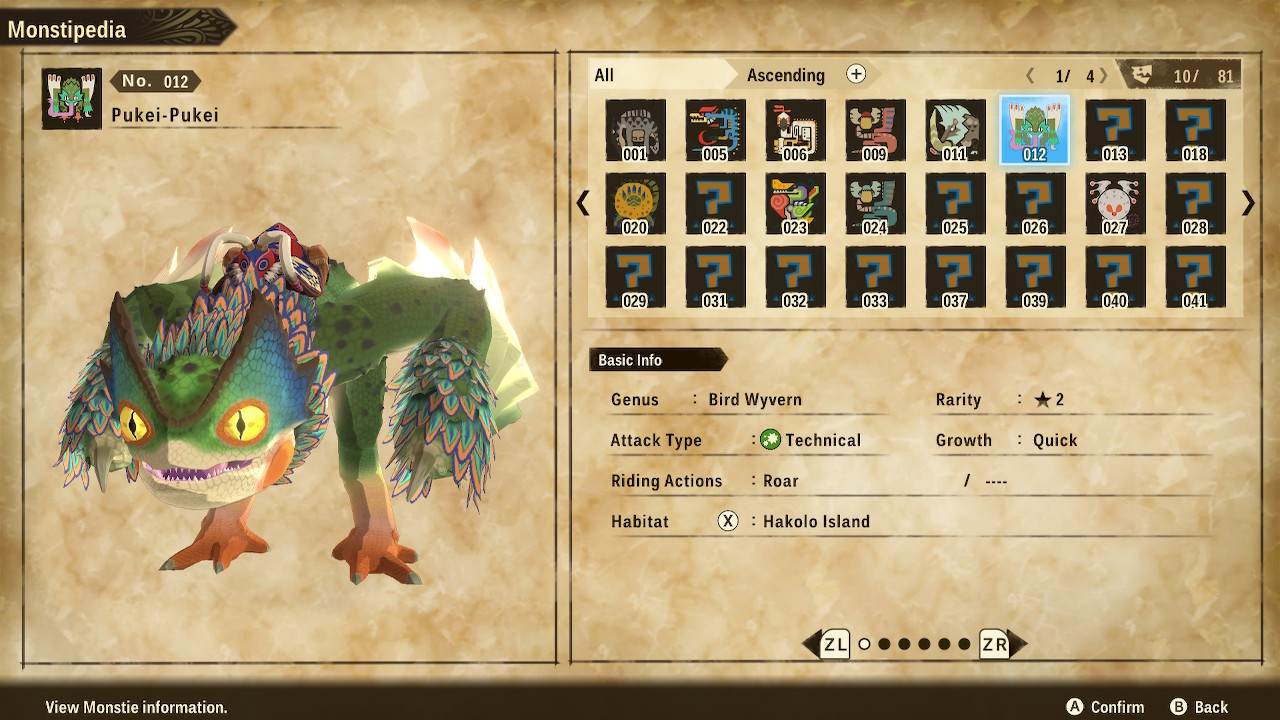 Monstipedia
No. 012
Pukei-Pukei
All
Ascending
1/ 4
10/ 81
001 005 006 009 011 012 013 018
020 022 023 024 025 026 027 028
029 031 032 033 037 039 040 041
Basic Info
Genus : Bird Wyvern
Rarity : ★ 2
Attack Type : Technical
Growth : Quick
Riding Actions : Roar / ----
Habitat X : Hakolo Island
ZL ZR
View Monstie information.
A Confirm B Back